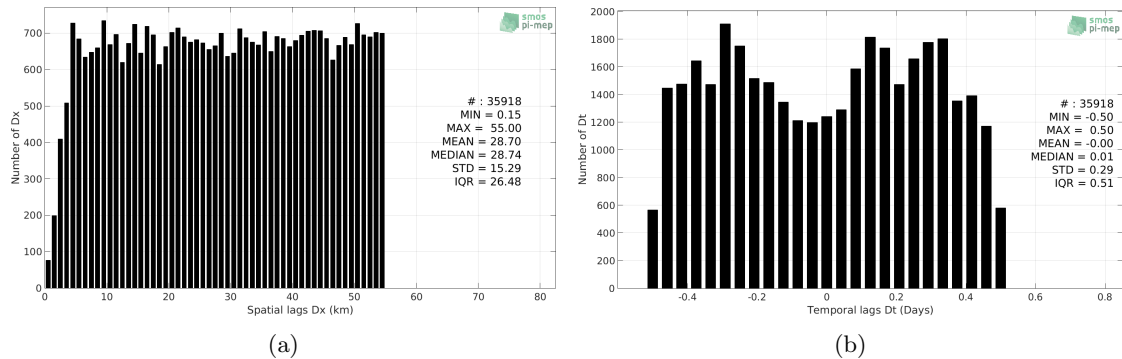 smos
pi-mep
700
600
500
400
300
200
100
0
Number of Dx
# : 35918
MIN = 0.15
MAX = 55.00
MEAN = 28.70
MEDIAN = 28.74
STD = 15.29
IQR = 26.48
0 10 20 30 40 50 60 70 80
Spatial lags Dx (km)
(a)
smos
pi-mep
2000
1800
1600
1400
1200
1000
800
600
400
200
0
Number of Dt
# : 35918
MIN = -0.50
MAX = 0.50
MEAN = -0.00
MEDIAN = 0.01
STD = 0.29
IQR = 0.51
-0.4 -0.2 0 0.2 0.4 0.6 0.8
Temporal lags Dt (Days)
(b)